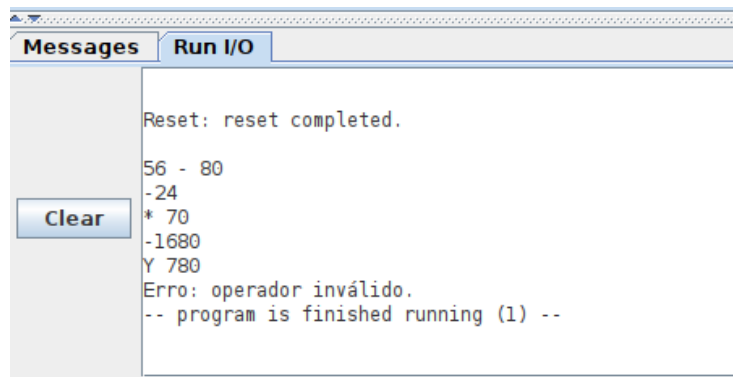 Messages Run I/O
Reset: reset completed.
56 - 80
-24
Clear
* 70
-1680
Y 780
Erro: operador inválido.
-- program is finished running (1) --